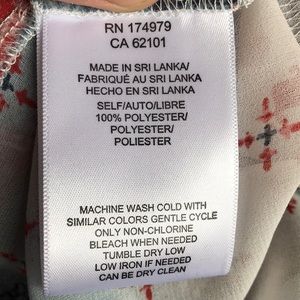 RN 174979
CA 62101
MADE IN SRI LANKA/
FABRIQUÉ AU SRI LANKA/
HECHO EN SRI LANKA
SELF/AUTO/LIBRE
100% POLYESTER/
POLYESTER/
POLIESTER
MACHINE WASH COLD WITH
SIMILAR COLORS GENTLE CYCLE
ONLY NON-CHLORINE
BLEACH WHEN NEEDED
TUMBLE DRY LOW
LOW IRON IF NEEDED
CAN BE DRY CLEAN